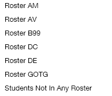 Roster AM
Roster AV
Roster B99
Roster DC
Roster DE
Roster GOTG
Students Not In Any Roster